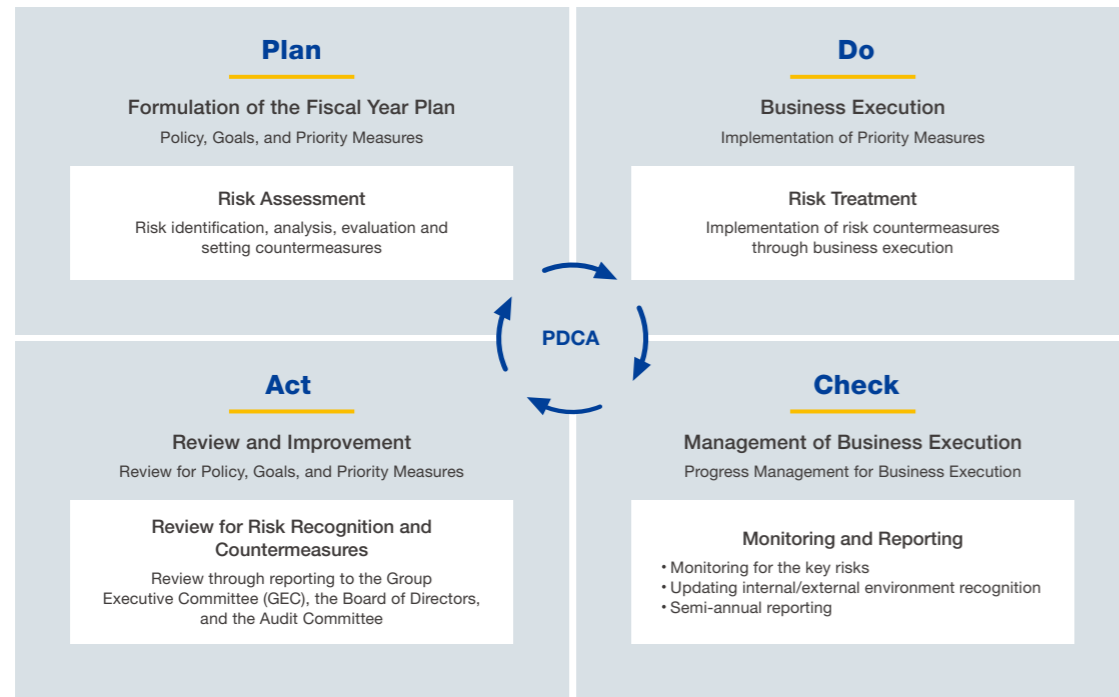 Plan
Formulation of the Fiscal Year Plan
Policy, Goals, and Priority Measures
Risk Assessment
Risk identification, analysis, evaluation and
setting countermeasures
Do
Business Execution
Implementation of Priority Measures
Risk Treatment
Implementation of risk countermeasures
through business execution
PDCA
Act
Review and Improvement
Review for Policy, Goals, and Priority Measures
Review for Risk Recognition and
Countermeasures
Review through reporting to the Group
Executive Committee (GEC), the Board of Directors,
and the Audit Committee
Check
Management of Business Execution
Progress Management for Business Execution
Monitoring and Reporting
・Monitoring for the key risks
・Updating internal/external environment recognition
・Semi-annual reporting